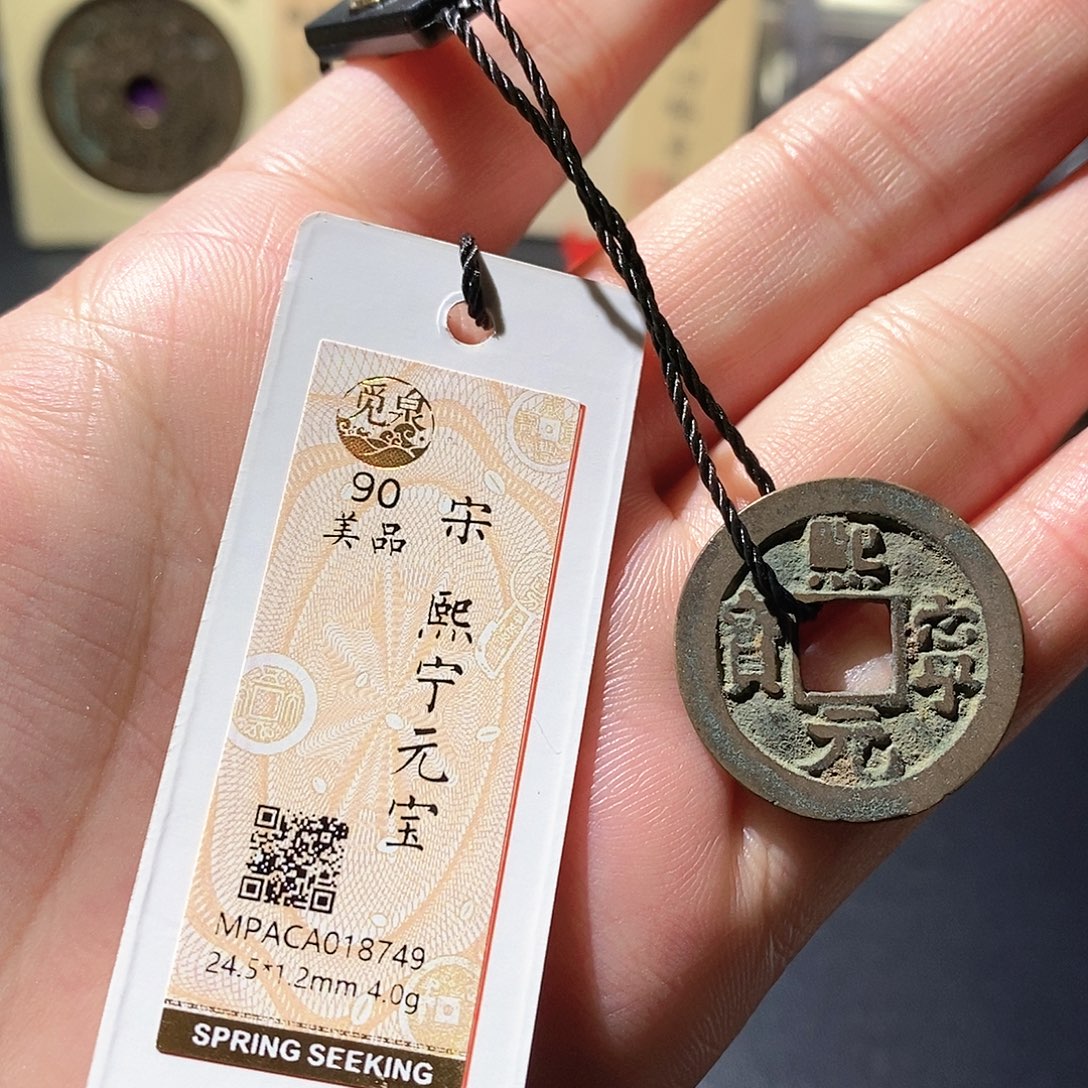 觅泉
90
美品
宋 熙宁元宝
MPACA018749
24.5*1.2mm 4.0g
SPRING SEEKING
熙寧元寶